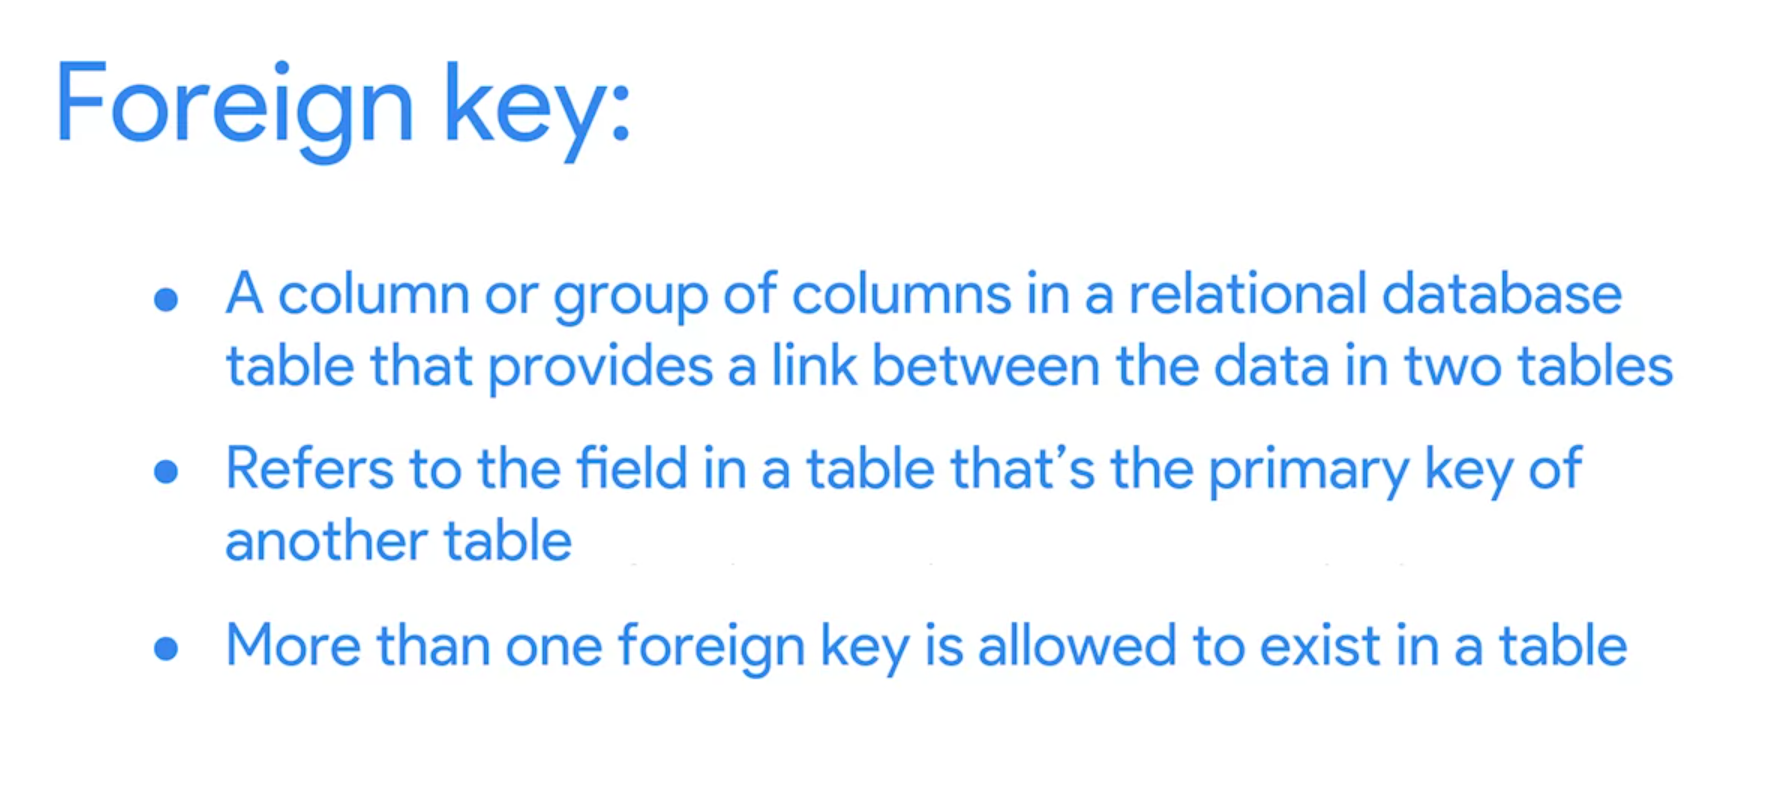 Foreign key:
● A column or group of columns in a relational database
table that provides a link between the data in two tables
● Refers to the field in a table that’s the primary key of
another table
● More than one foreign key is allowed to exist in a table